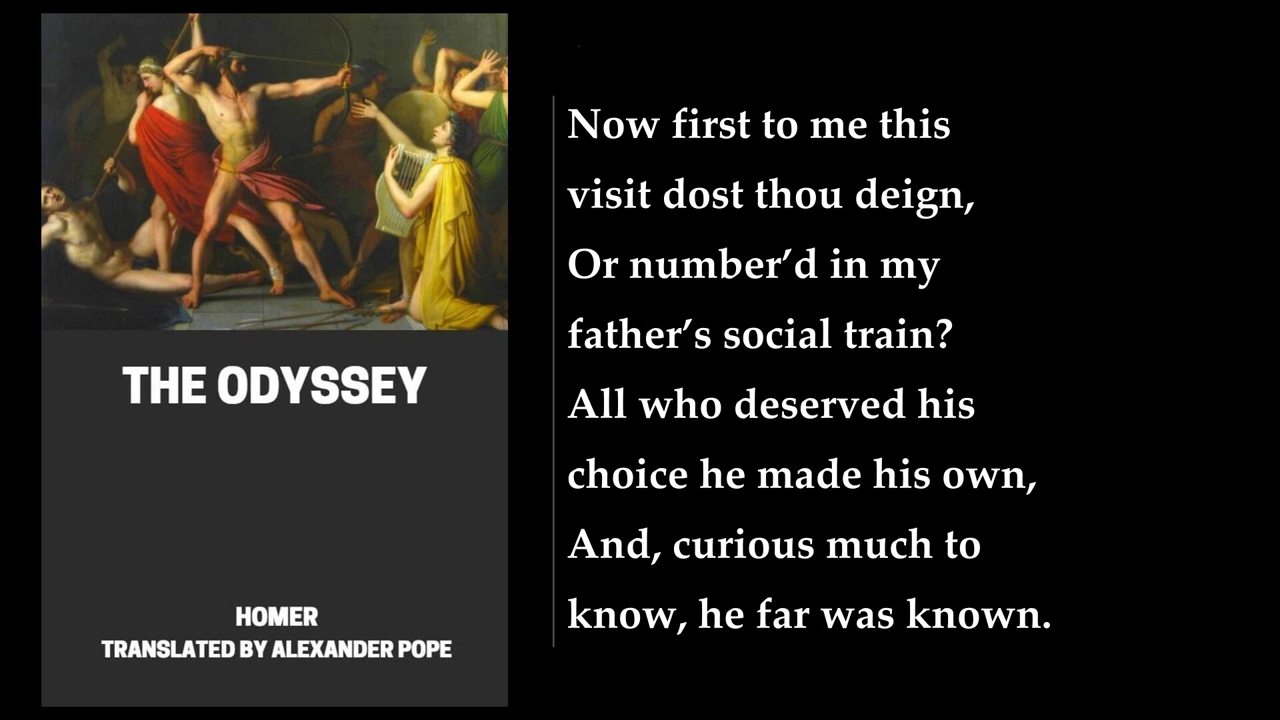 THE ODYSSEY
HOMER
TRANSLATED BY ALEXANDER POPE
Now first to me this
visit dost thou deign,
Or number’d in my
father’s social train?
All who deserved his
choice he made his own,
And, curious much to
know, he far was known.